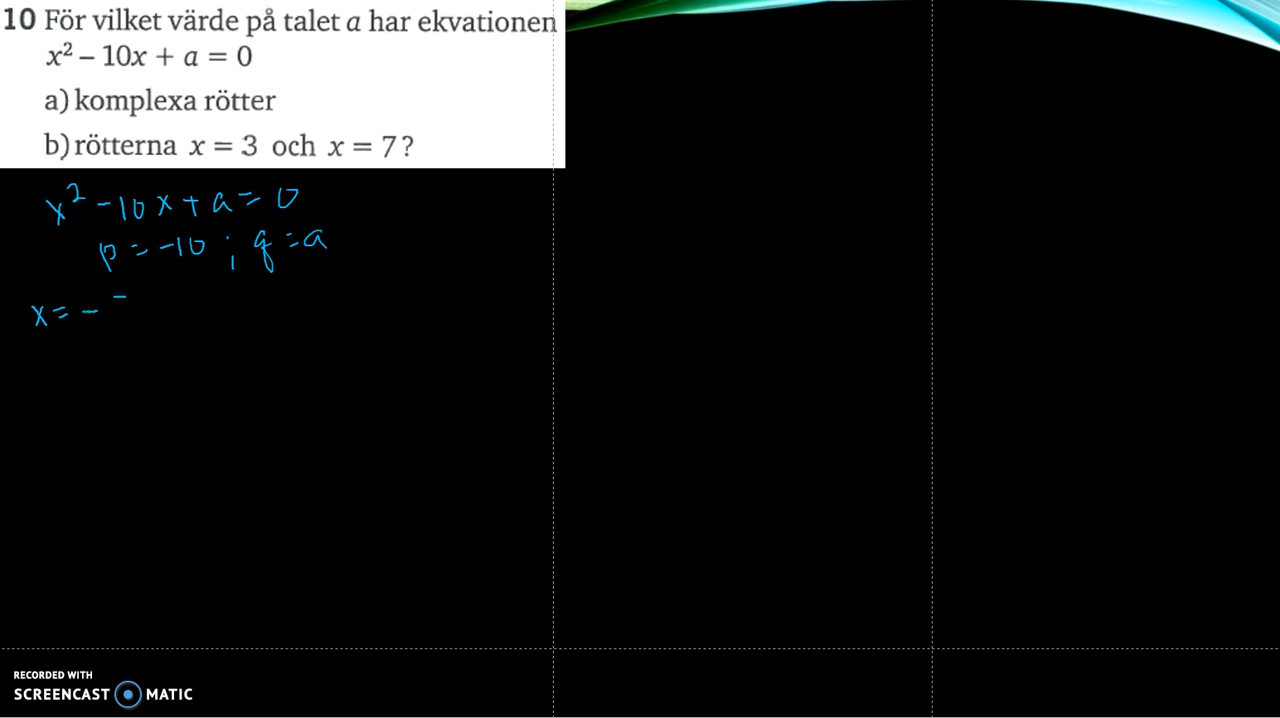 10 För vilket värde på talet a har ekvationen
x² – 10x + a = 0
a) komplexa rötter
b) rötterna x = 3 och x = 7?
x² - 10x + a = 0
p = -10 ; q = a
x = - -
RECORDED WITH
SCREENCAST MATIC